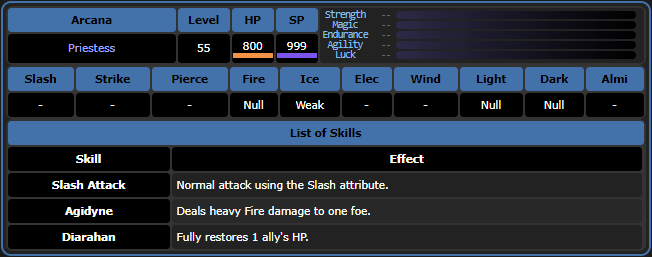 Arcana Level HP SP
Priestess 55 800 999
Strength --
Magic --
Endurance --
Agility --
Luck --
Slash Strike Pierce Fire Ice Elec Wind Light Dark Almi
- - - Null Weak - - Null Null -
List of Skills
Skill Effect
Slash Attack Normal attack using the Slash attribute.
Agidyne Deals heavy Fire damage to one foe.
Diarahan Fully restores 1 ally's HP.